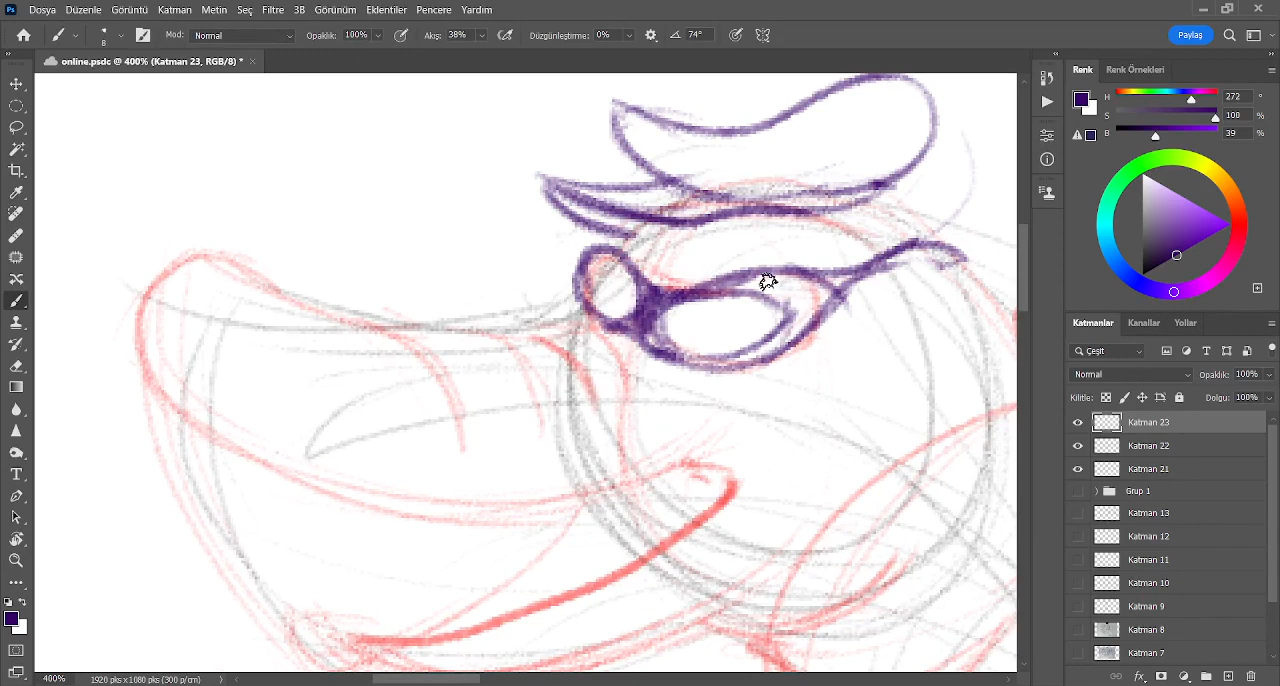 Ps Dosya Düzenle Görüntü Katman Metin Seç Filtre 3B Görünüm Eklentiler Pencere Yardım
8 Mod: Normal Opaklık: 100% Akış: 38% Düzgünleştirme: 0% 74° Paylaş
online.psdc @ 400% (Katman 23, RGB/8) *
Renk Renk Örnekleri
H 272 °
S 100 %
B 39 %
Katmanlar Kanallar Yollar
Çeşit
Normal Opaklık: 100%
Kilitle: Dolgu: 100%
Katman 23
Katman 22
Katman 21
Grup 1
Katman 13
Katman 12
Katman 11
Katman 10
Katman 9
Katman 8
Katman 7
400% 1920 pks x 1080 pks (300 p/cm)
fx